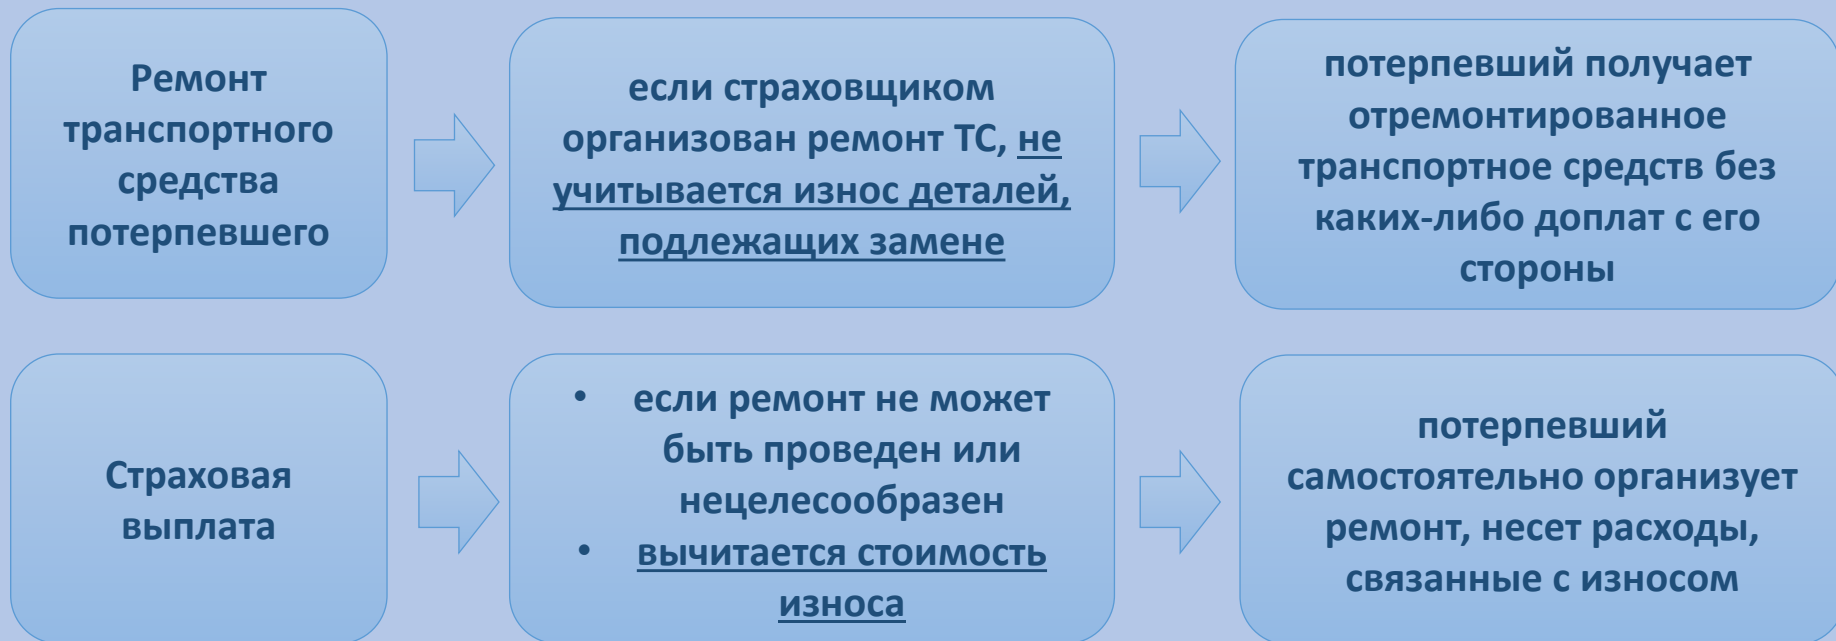 Ремонт
транспортного
средства
потерпевшего
если страховщиком
организован ремонт ТС, не
учитывается износ деталей,
подлежащих замене
потерпевший получает
отремонтированное
транспортное средств без
каких-либо доплат с его
стороны
Страховая
выплата
• если ремонт не может
быть проведен или
нецелесообразен
• вычитается стоимость
износа
потерпевший
самостоятельно организует
ремонт, несет расходы,
связанные с износом